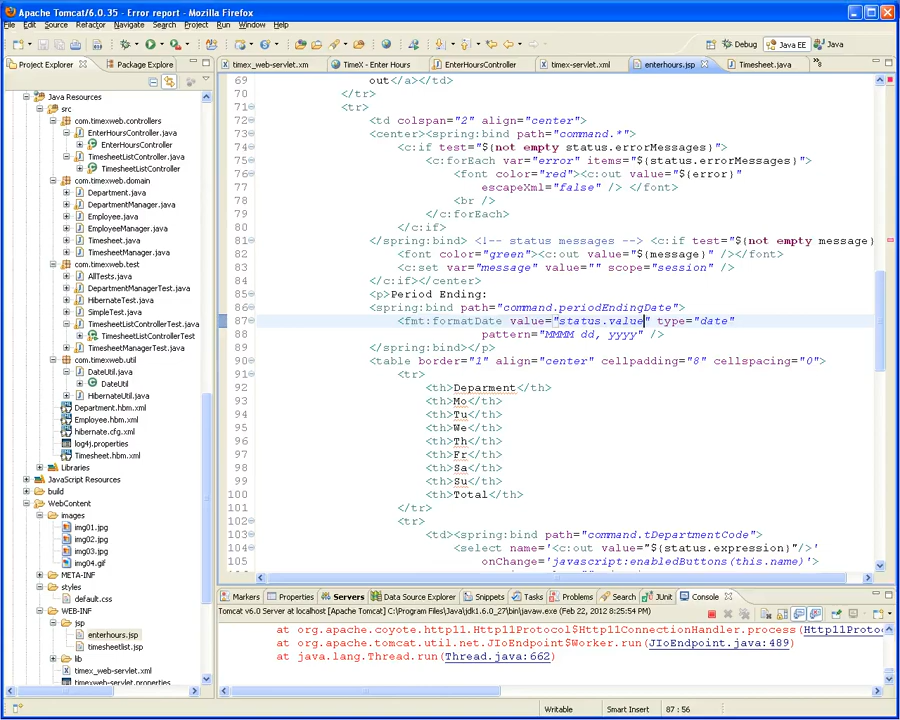 Apache Tomcat/6.0.35 - Error report - Mozilla Firefox
File Edit Source Refactor Navigate Search Project Run Window Help
Debug Java EE Java
Project Explorer Package Explorer
timex_web-servlet.xm TimeX - Enter Hours EnterHoursController timex-servlet.xml enterhours.jsp Timesheet.java
Java Resources
src
com.timexweb.controllers
EnterHoursController.java
EnterHoursController
TimesheetListController.java
TimesheetListController
com.timexweb.domain
Department.java
DepartmentManager.java
Employee.java
EmployeeManager.java
Timesheet.java
TimesheetManager.java
com.timexweb.test
AllTests.java
DepartmentManagerTest.java
HibernateTest.java
SimpleTest.java
TimesheetListControllerTest.java
TimesheetListControllerTest
TimesheetManagerTest.java
com.timexweb.util
DateUtil.java
DateUtil
HibernateUtil.java
Department.hbm.xml
Employee.hbm.xml
hibernate.cfg.xml
log4j.properties
Timesheet.hbm.xml
Libraries
JavaScript Resources
build
WebContent
images
img01.jpg
img02.jpg
img03.jpg
img04.gif
META-INF
styles
default.css
WEB-INF
jsp
enterhours.jsp
timesheetlist.jsp
lib
timex_web-servlet.xml
timexweb-servlet.properties
69 out</a></td>
70 </tr>
71 <tr>
72 <td colspan="2" align="center">
73 <center><spring:bind path="command.*">
74 <c:if test="${not empty status.errorMessages}">
75 <c:forEach var="error" items="${status.errorMessages}">
76 <font color="red"><c:out value="${error}"
77 escapeXml="false" /> </font>
78 <br />
79 </c:forEach>
80 </c:if>
81 </spring:bind> <!-- status messages --> <c:if test="${not empty message}
82 <font color="green"><c:out value="${message}" /></font>
83 <c:set var="message" value="" scope="session" />
84 </c:if></center>
85 <p>Period Ending:
86 <spring:bind path="command.periodEndingDate">
87 <fmt:formatDate value="status.value" type="date"
88 pattern="MMMM dd, yyyy" />
89 </spring:bind></p>
90 <table border="1" align="center" cellpadding="8" cellspacing="0">
91 <tr>
92 <th>Deparment</th>
93 <th>Mo</th>
94 <th>Tu</th>
95 <th>We</th>
96 <th>Th</th>
97 <th>Fr</th>
98 <th>Sa</th>
99 <th>Su</th>
100 <th>Total</th>
101 </tr>
102 <tr>
103 <td><spring:bind path="command.tDepartmentCode">
104 <select name='<c:out value="${status.expression}"/>'
105 onChange='javascript:enabledButtons(this.name)'>
Markers Properties Servers Data Source Explorer Snippets Tasks Problems Search JUnit Console
Tomcat v6.0 Server at localhost [Apache Tomcat] C:\Program Files\Java\jdk1.6.0_27\bin\javaw.exe (Feb 22, 2012 8:25:54 PM)
at org.apache.coyote.http11.Http11Protocol$Http11ConnectionHandler.process(Http11Proto
at org.apache.tomcat.util.net.JIoEndpoint$Worker.run(JIoEndpoint.java:489)
at java.lang.Thread.run(Thread.java:662)
Writable Smart Insert 87 : 56